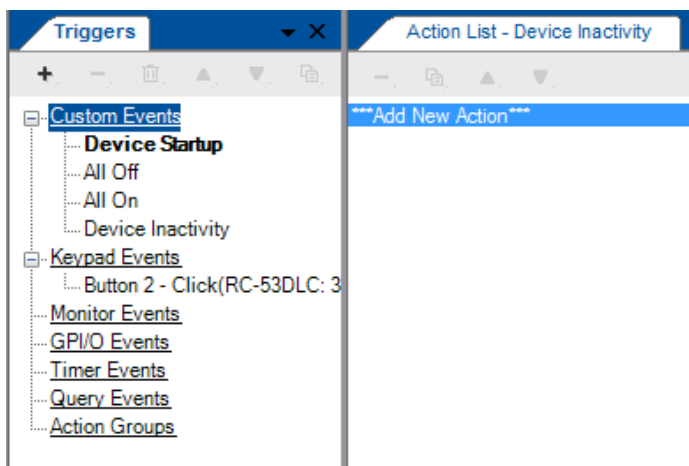 Triggers
Action List - Device Inactivity
Custom Events
Device Startup
All Off
All On
Device Inactivity
Keypad Events
Button 2 - Click(RC-53DLC: 3
Monitor Events
GPI/O Events
Timer Events
Query Events
Action Groups
***Add New Action***